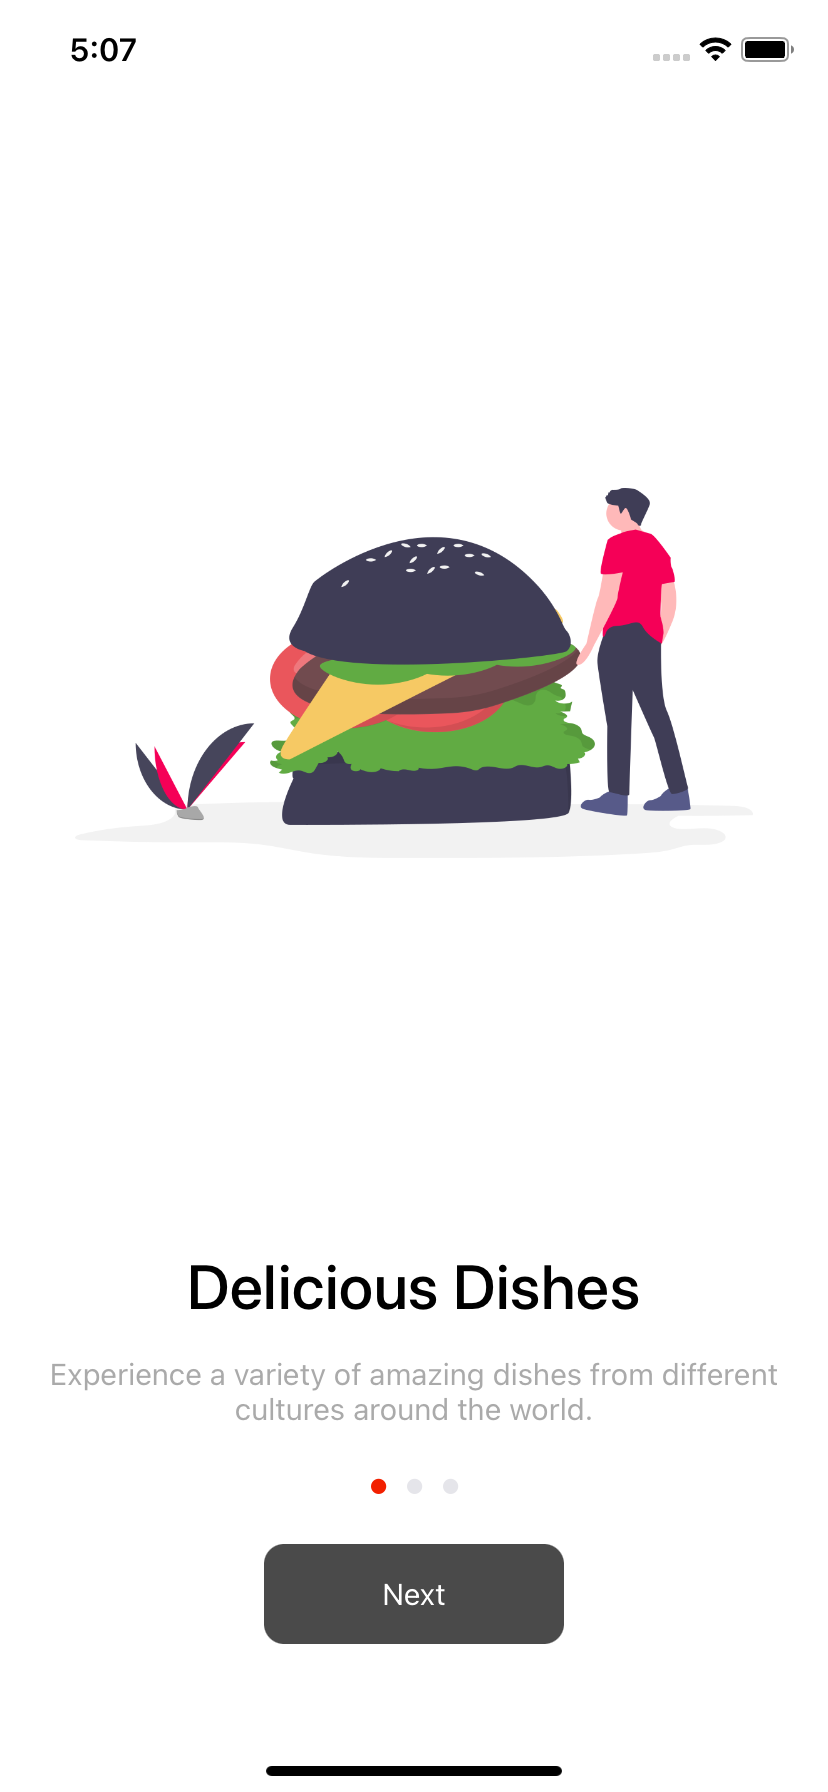 5:07
Delicious Dishes
Experience a variety of amazing dishes from different
cultures around the world.
Next